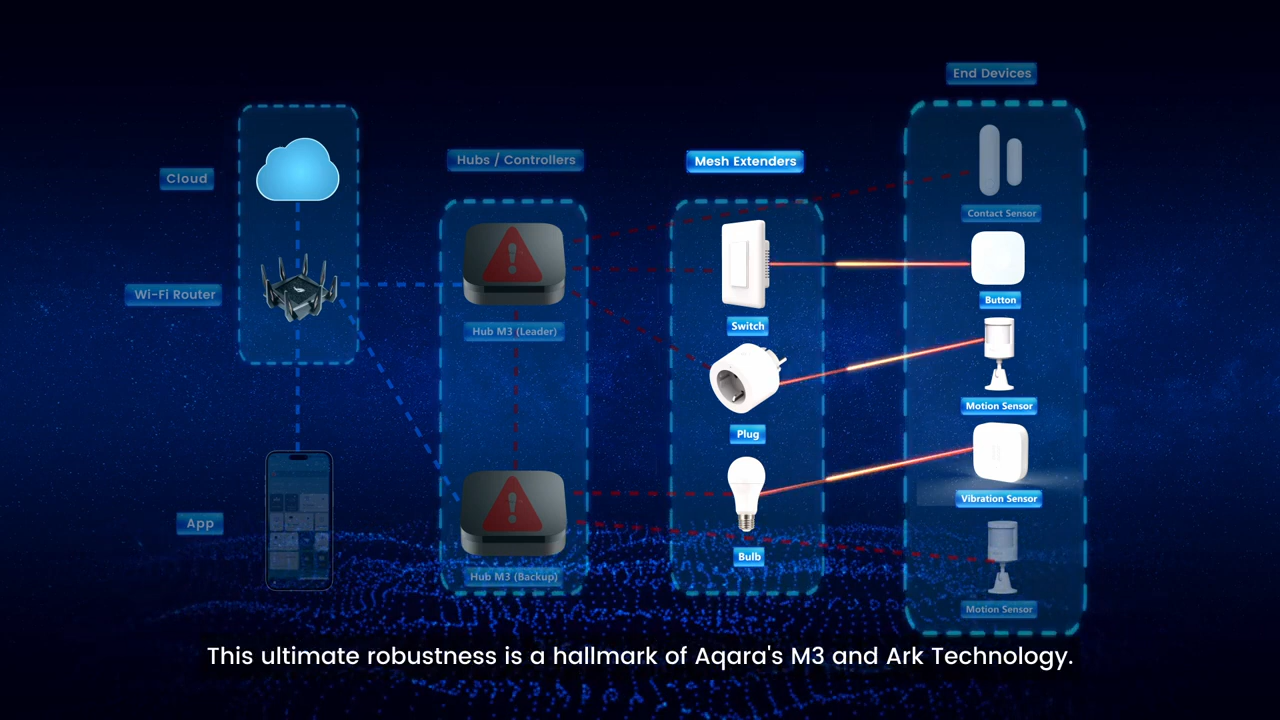 End Devices
Hubs / Controllers
Mesh Extenders
Cloud
Contact Sensor
Wi-Fi Router
Button
Hub M3 (Leader)
Switch
Motion Sensor
Plug
Vibration Sensor
App
Bulb
Hub M3 (Backup)
Motion Sensor
This ultimate robustness is a hallmark of Aqara's M3 and Ark Technology.